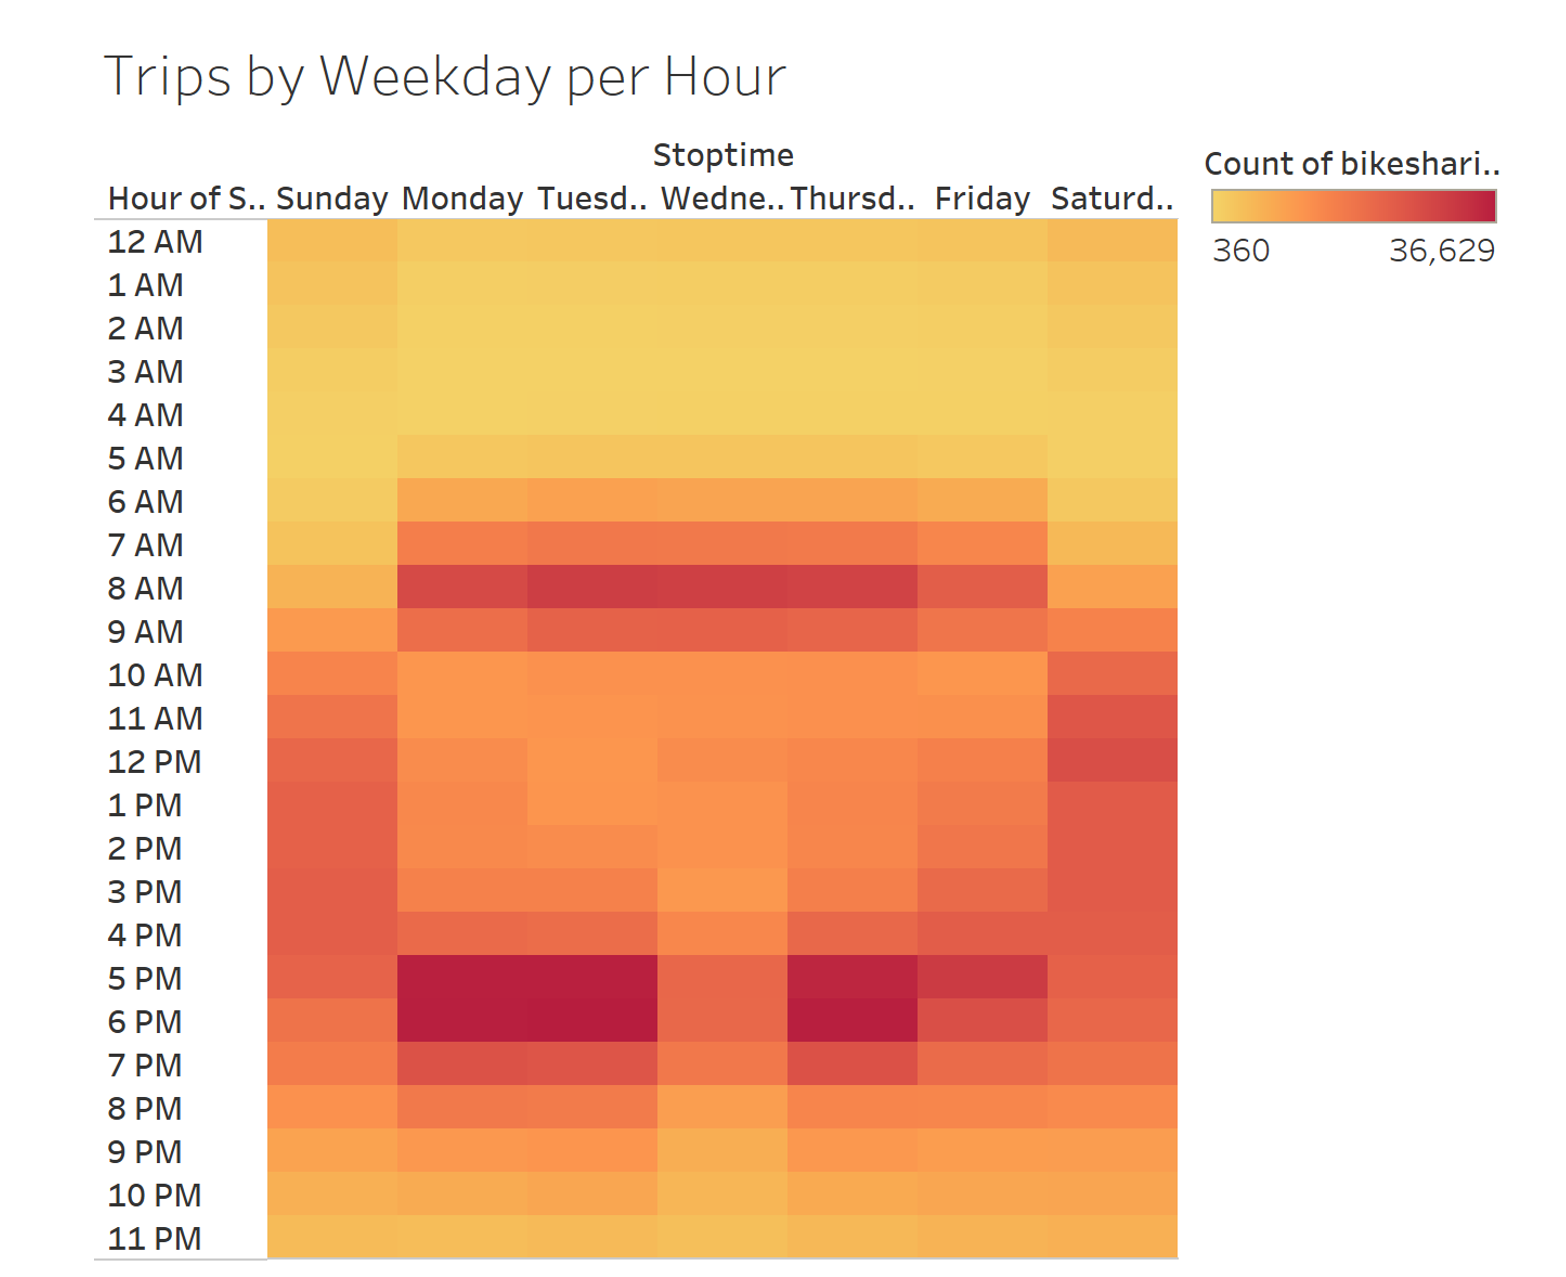 Trips by Weekday per Hour
Stoptime
Hour of S.. Sunday Monday Tuesd.. Wedne.. Thursd.. Friday Saturd..
12 AM
1 AM
2 AM
3 AM
4 AM
5 AM
6 AM
7 AM
8 AM
9 AM
10 AM
11 AM
12 PM
1 PM
2 PM
3 PM
4 PM
5 PM
6 PM
7 PM
8 PM
9 PM
10 PM
11 PM
Count of bikeshari..
360 36,629